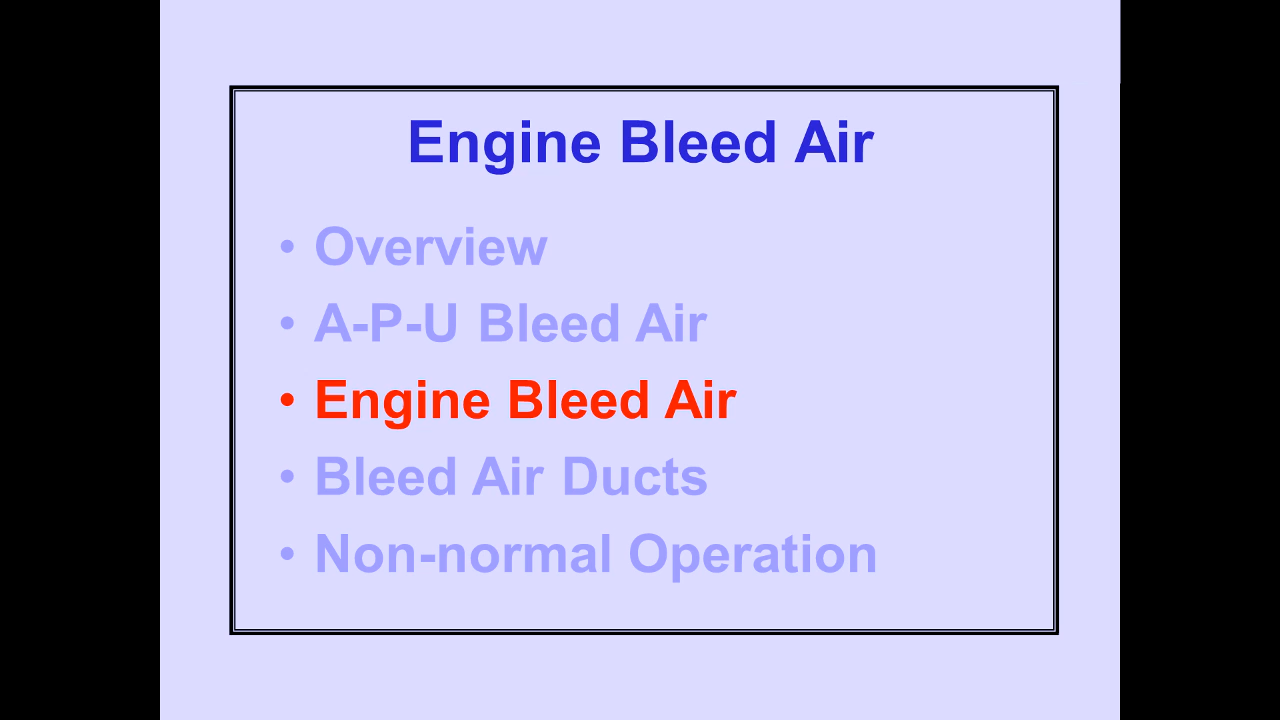 Engine Bleed Air
• Overview
• A-P-U Bleed Air
• Engine Bleed Air
• Bleed Air Ducts
• Non-normal Operation